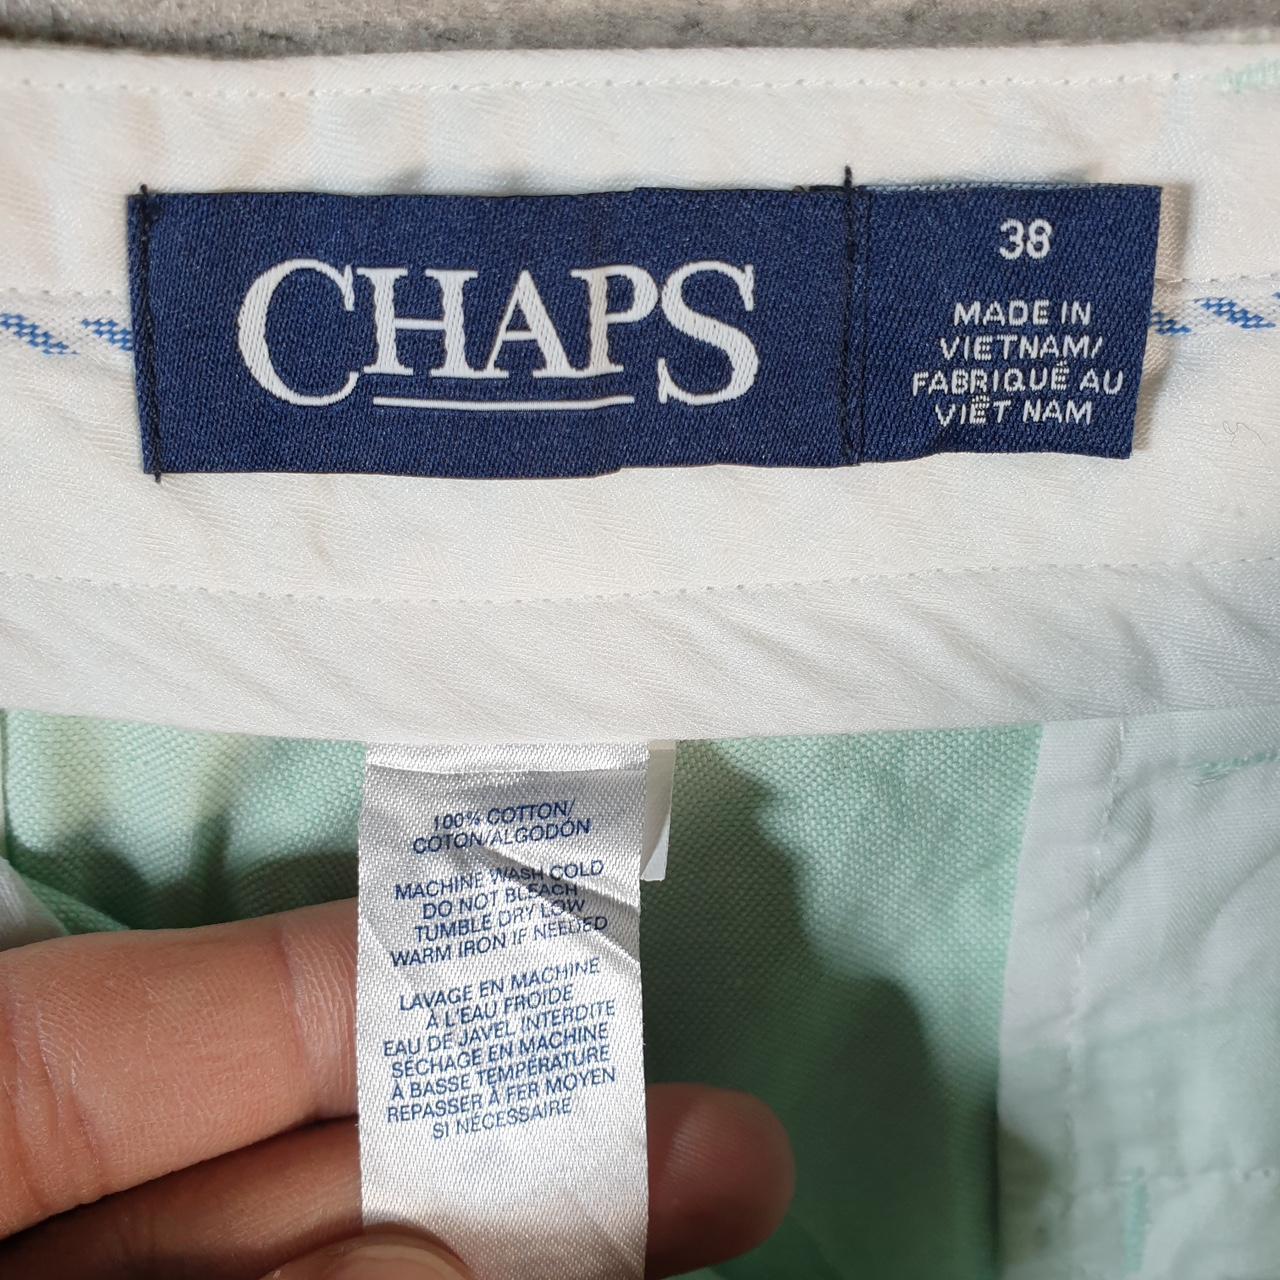 CHAPS
38
MADE IN
VIETNAM/
FABRIQUÉ AU
VIÊT NAM
100% COTTON/
COTON/ALGODÓN
MACHINE WASH COLD
DO NOT BLEACH
TUMBLE DRY LOW
WARM IRON IF NEEDED
LAVAGE EN MACHINE
À L'EAU FROIDE
EAU DE JAVEL INTERDITE
SÉCHAGE EN MACHINE
À BASSE TEMPÉRATURE
REPASSER À FER MOYEN
SI NÉCESSAIRE